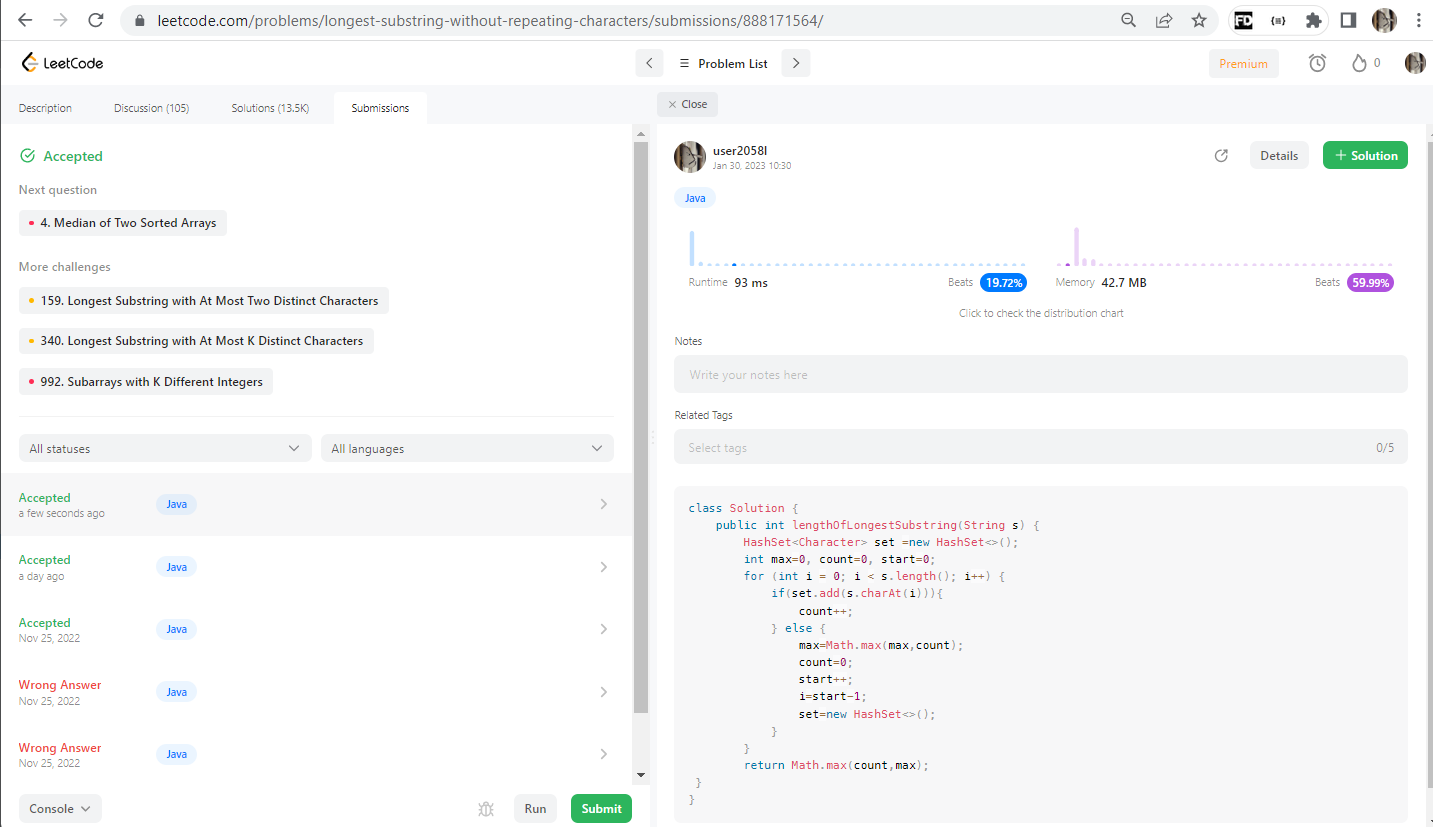 leetcode.com/problems/longest-substring-without-repeating-characters/submissions/888171564/
FD
LeetCode
Problem List
Premium
0
Description
Discussion (105)
Solutions (13.5K)
Submissions
Accepted
Next question
4. Median of Two Sorted Arrays
More challenges
159. Longest Substring with At Most Two Distinct Characters
340. Longest Substring with At Most K Distinct Characters
992. Subarrays with K Different Integers
All statuses
All languages
Accepted
a few seconds ago
Java
Accepted
a day ago
Java
Accepted
Nov 25, 2022
Java
Wrong Answer
Nov 25, 2022
Java
Wrong Answer
Nov 25, 2022
Java
Console
Run
Submit
× Close
user2058I
Jan 30, 2023 10:30
Details
+ Solution
Java
Runtime 93 ms
Beats 19.72%
Memory 42.7 MB
Beats 59.99%
Click to check the distribution chart
Notes
Write your notes here
Related Tags
Select tags
0/5
class Solution {
    public int lengthOfLongestSubstring(String s) {
        HashSet<Character> set =new HashSet<>();
        int max=0, count=0, start=0;
        for (int i = 0; i < s.length(); i++) {
            if(set.add(s.charAt(i))){
                count++;
            } else {
                max=Math.max(max,count);
                count=0;
                start++;
                i=start-1;
                set=new HashSet<>();
            }
        }
        return Math.max(count,max);
 }
}